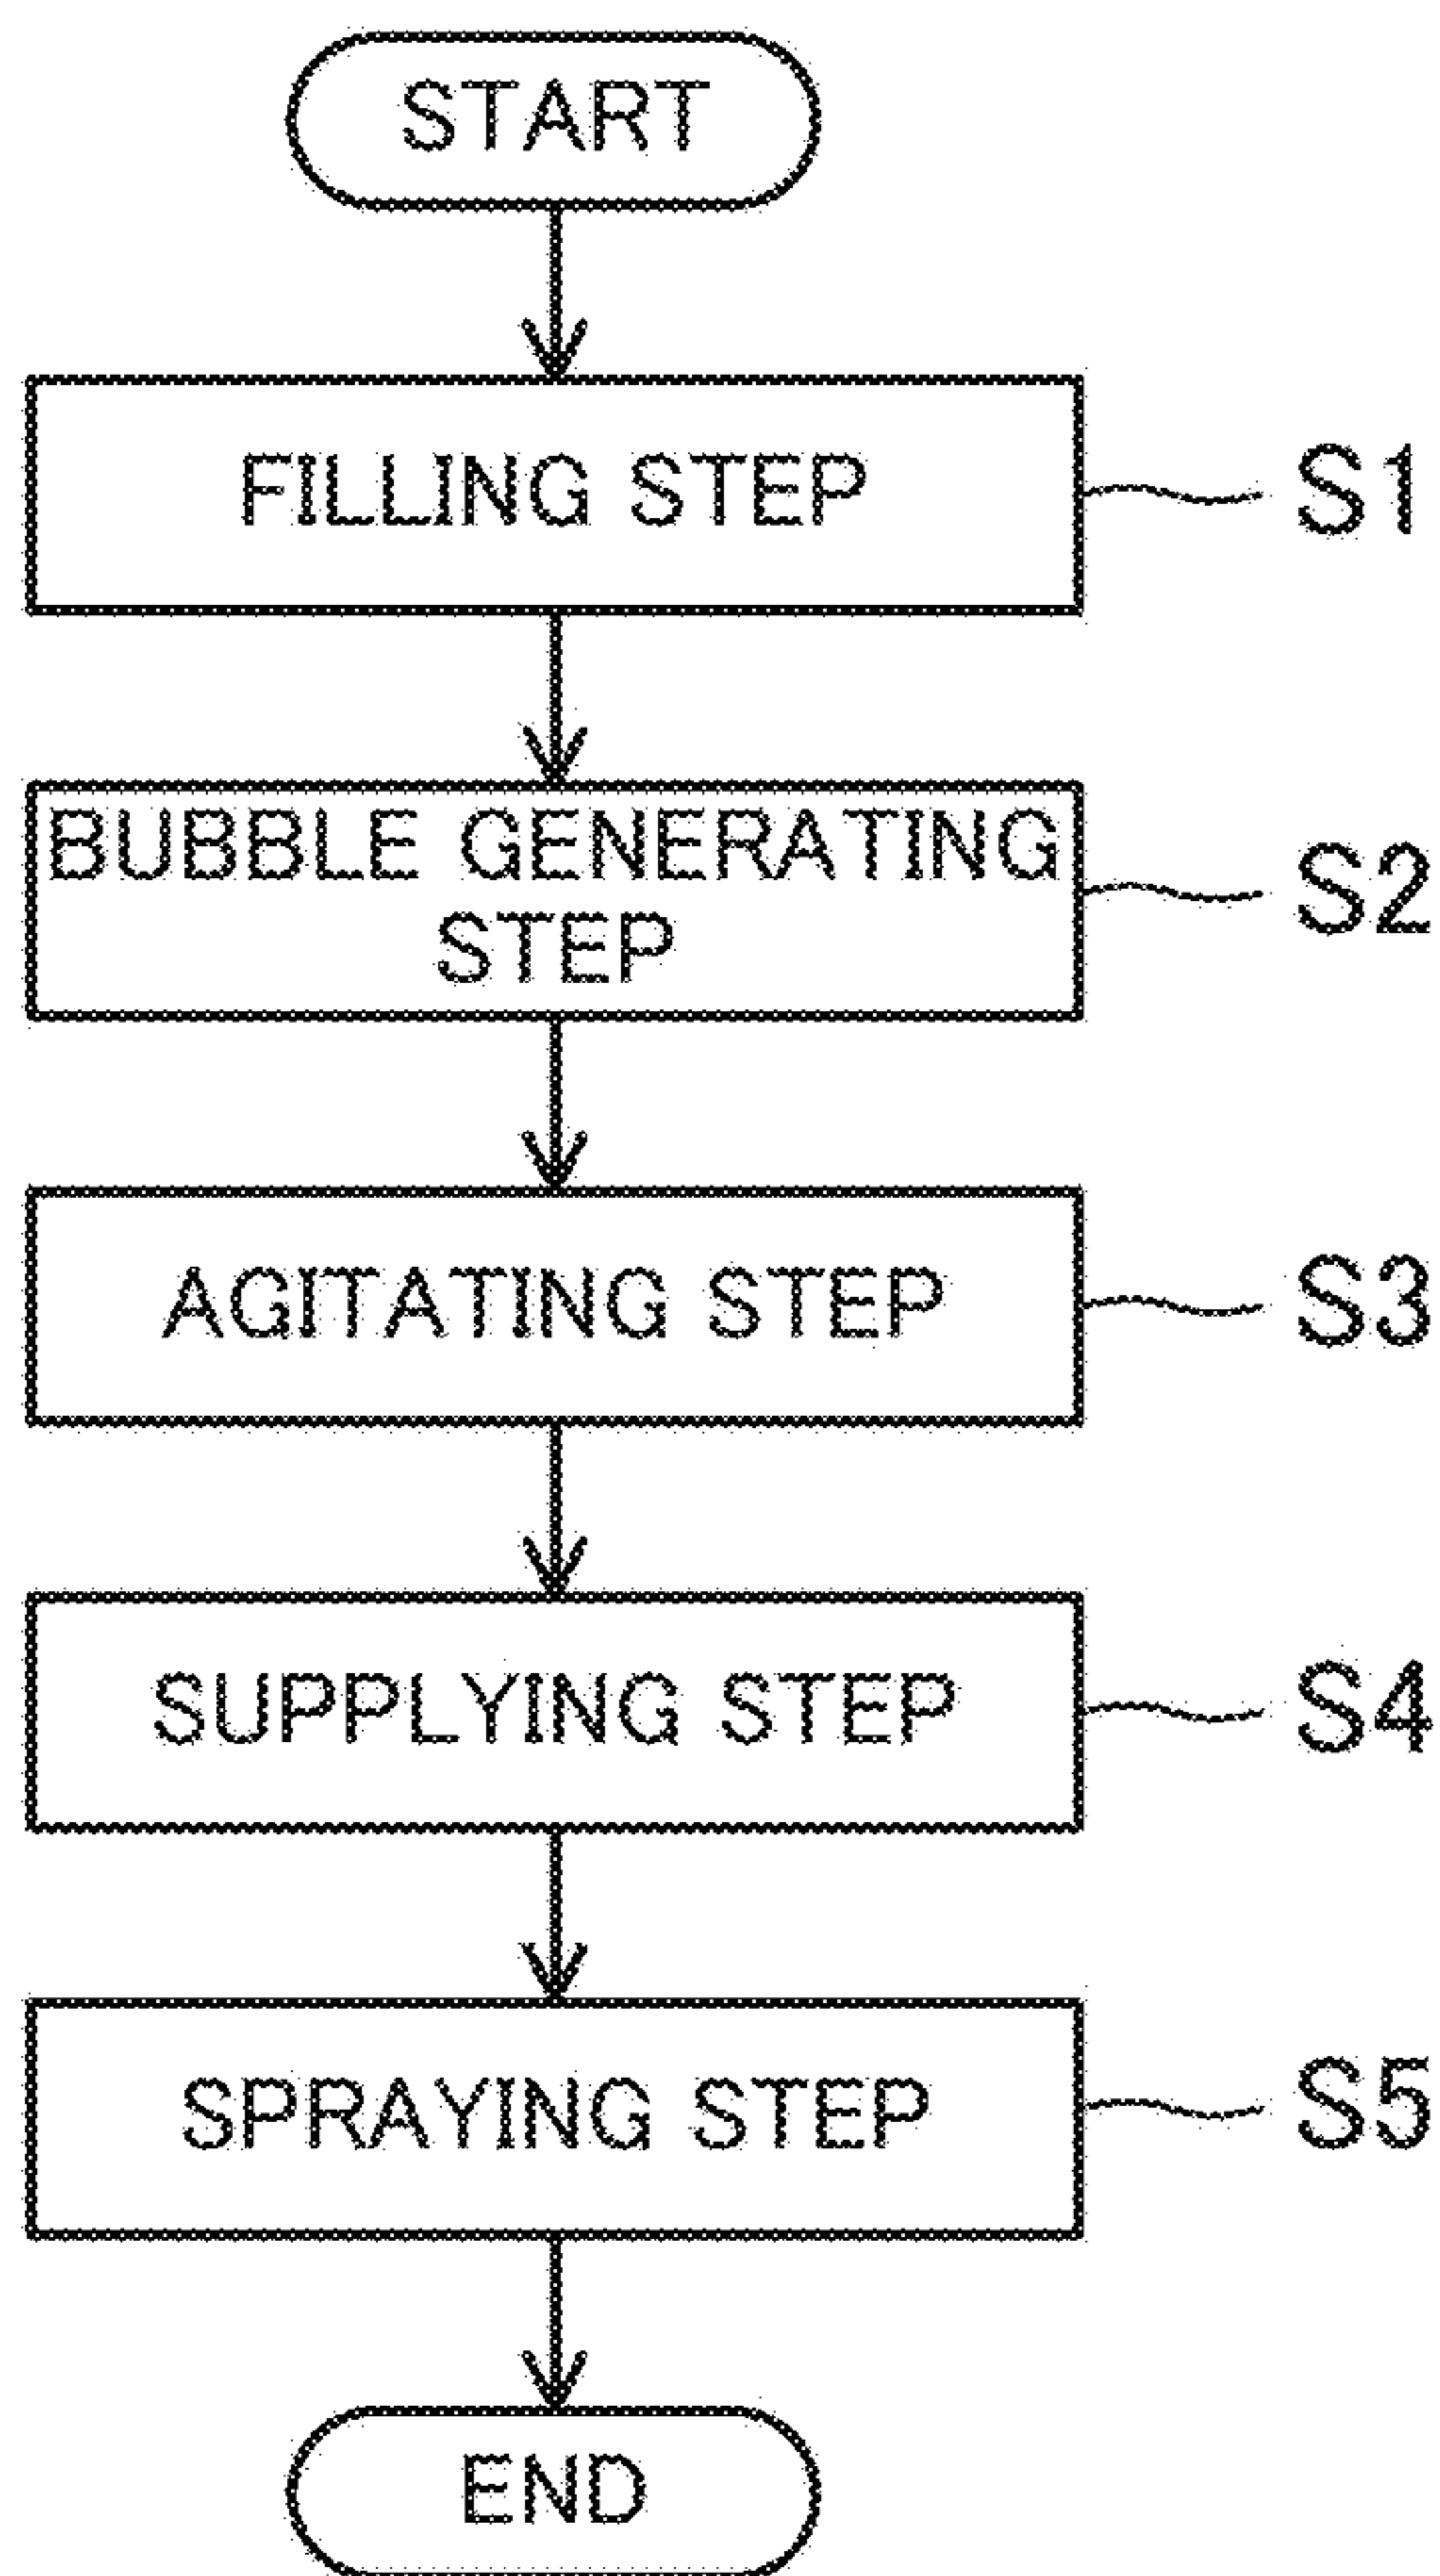 START
FILLING STEP
S1
BUBBLE GENERATING
STEP
S2
AGITATING STEP
S3
SUPPLYING STEP
S4
SPRAYING STEP
S5
END